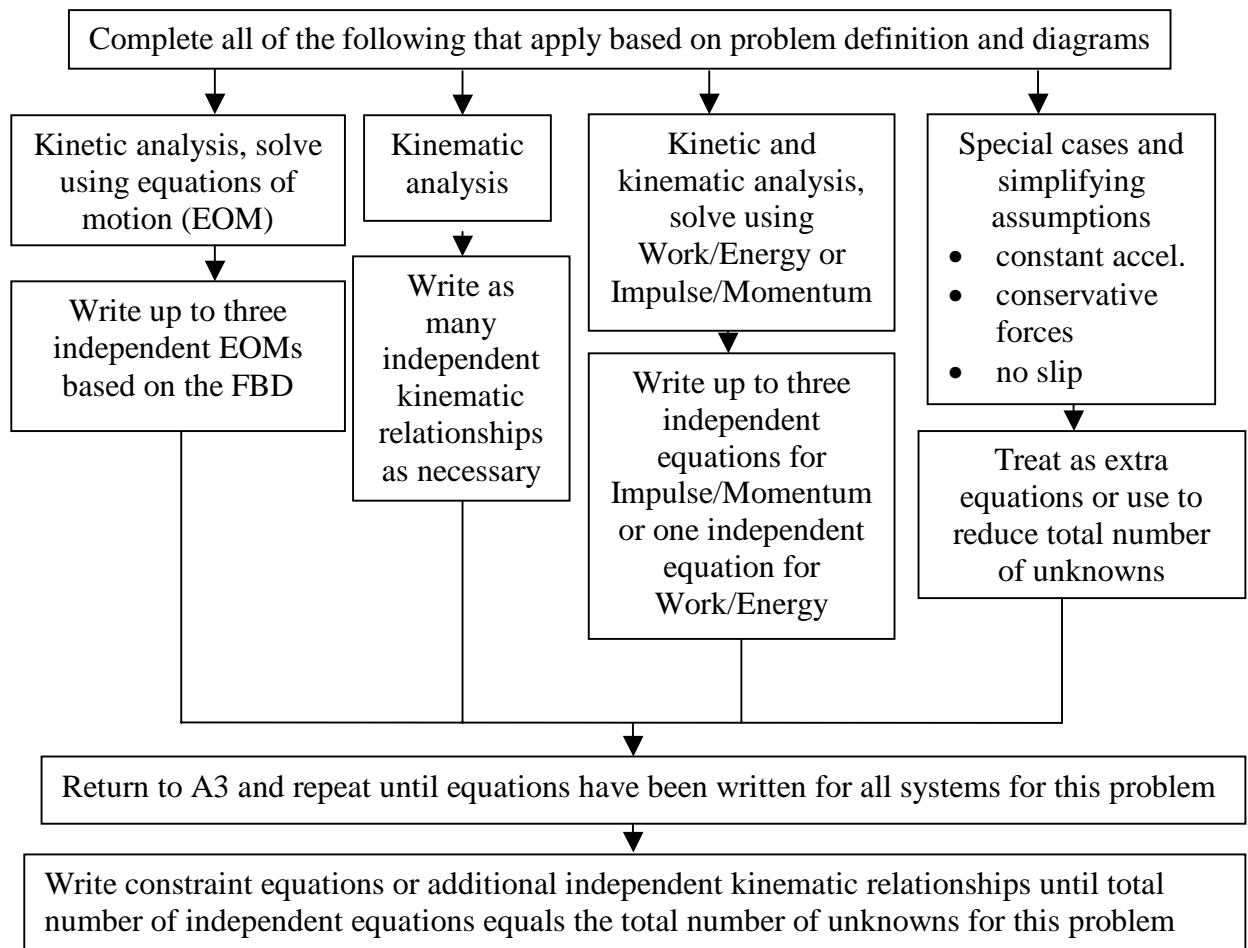 Complete all of the following that apply based on problem definition and diagrams
Kinetic analysis, solve
using equations of
motion (EOM)
Write up to three
independent EOMs
based on the FBD
Kinematic
analysis
Write as
many
independent
kinematic
relationships
as necessary
Kinetic and
kinematic analysis,
solve using
Work/Energy or
Impulse/Momentum
Write up to three
independent
equations for
Impulse/Momentum
or one independent
equation for
Work/Energy
Special cases and
simplifying
assumptions
• constant accel.
• conservative
forces
• no slip
Treat as extra
equations or use to
reduce total number
of unknowns
Return to A3 and repeat until equations have been written for all systems for this problem
Write constraint equations or additional independent kinematic relationships until total
number of independent equations equals the total number of unknowns for this problem